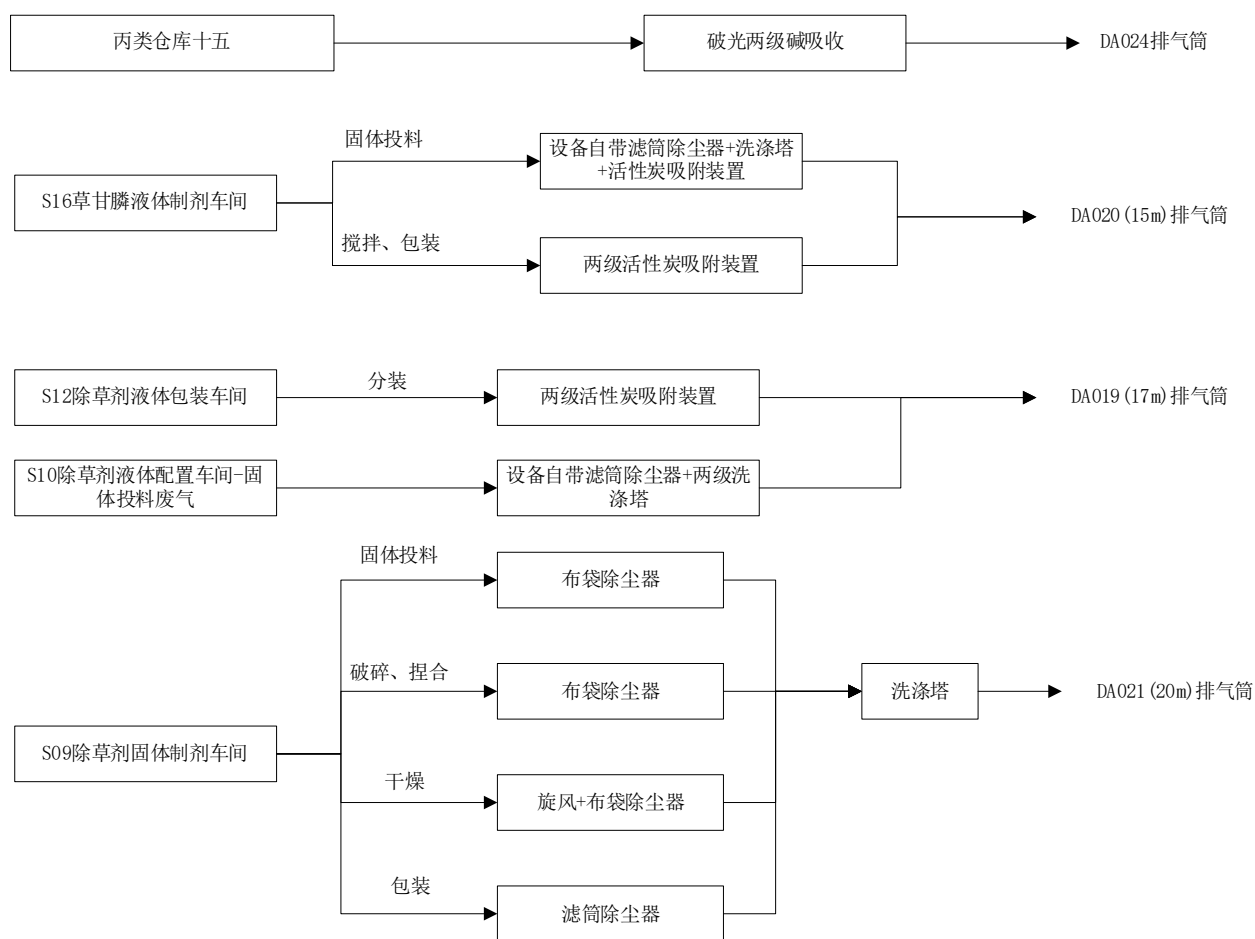 丙类仓库十五
破光两级碱吸收
DA024排气筒
固体投料
设备自带滤筒除尘器+洗涤塔
+活性炭吸附装置
S16草甘膦液体制剂车间
DA020(15m)排气筒
搅拌、包装
两级活性炭吸附装置
S12除草剂液体包装车间
分装
两级活性炭吸附装置
DA019(17m)排气筒
S10除草剂液体配置车间-固
体投料废气
设备自带滤筒除尘器+两级洗
涤塔
固体投料
布袋除尘器
破碎、捏合
布袋除尘器
洗涤塔
DA021(20m)排气筒
S09除草剂固体制剂车间
干燥
旋风+布袋除尘器
包装
滤筒除尘器